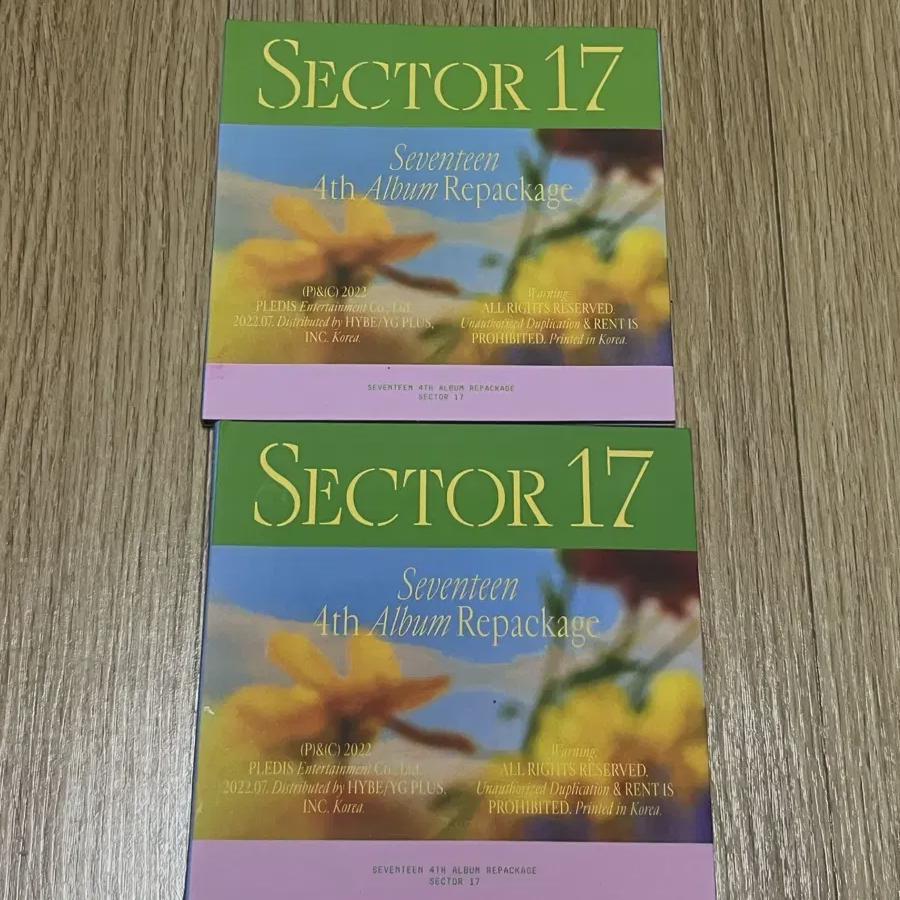 SECTOR 17
Seventeen
4th Album Repackage
(P)&(C) 2022
PLEDIS Entertainment Co., Ltd.
2022.07. Distributed by HYBE/YG PLUS,
INC. Korea.
Warning:
ALL RIGHTS RESERVED.
Unauthorized Duplication & RENT IS
PROHIBITED. Printed in Korea.
SEVENTEEN 4TH ALBUM REPACKAGE
SECTOR 17
SECTOR 17
Seventeen
4th Album Repackage
(P)&(C) 2022
PLEDIS Entertainment Co., Ltd.
2022.07. Distributed by HYBE/YG PLUS,
INC. Korea.
Warning:
ALL RIGHTS RESERVED.
Unauthorized Duplication & RENT IS
PROHIBITED. Printed in Korea.
SEVENTEEN 4TH ALBUM REPACKAGE
SECTOR 17